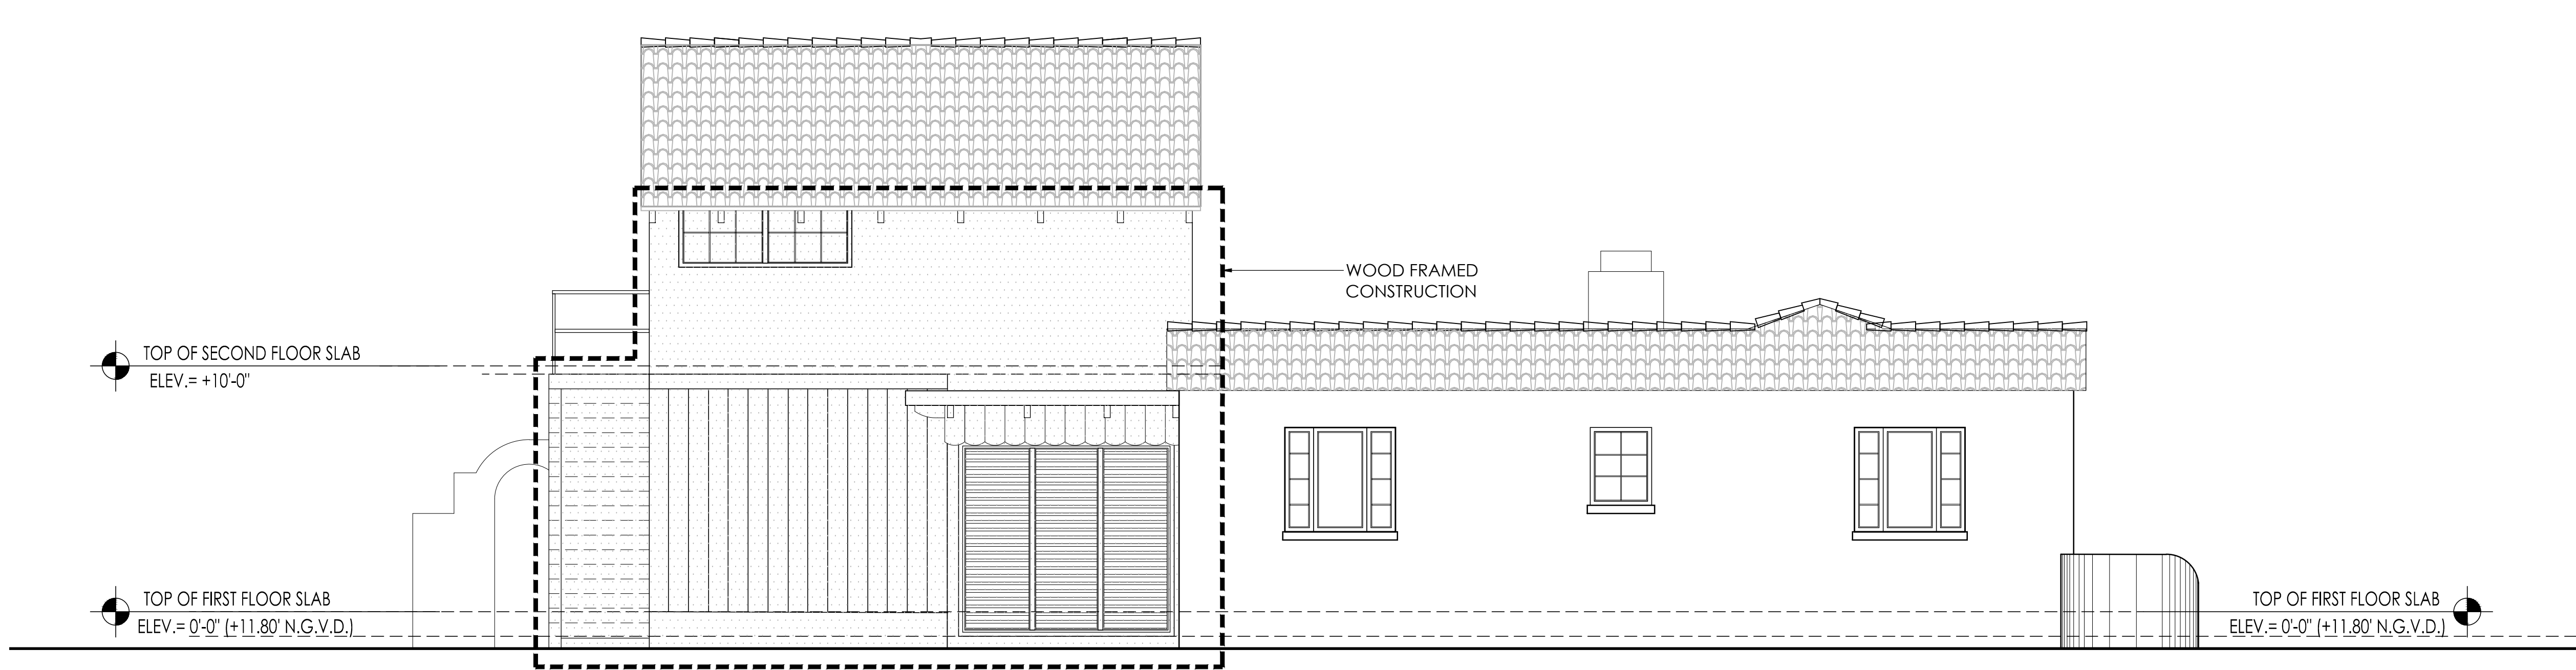 WOOD FRAMED
CONSTRUCTION
TOP OF SECOND FLOOR SLAB
ELEV.= +10'-0"
TOP OF FIRST FLOOR SLAB
ELEV.= 0'-0" (+11.80' N.G.V.D.)
TOP OF FIRST FLOOR SLAB
ELEV.= 0'-0" (+11.80' N.G.V.D.)